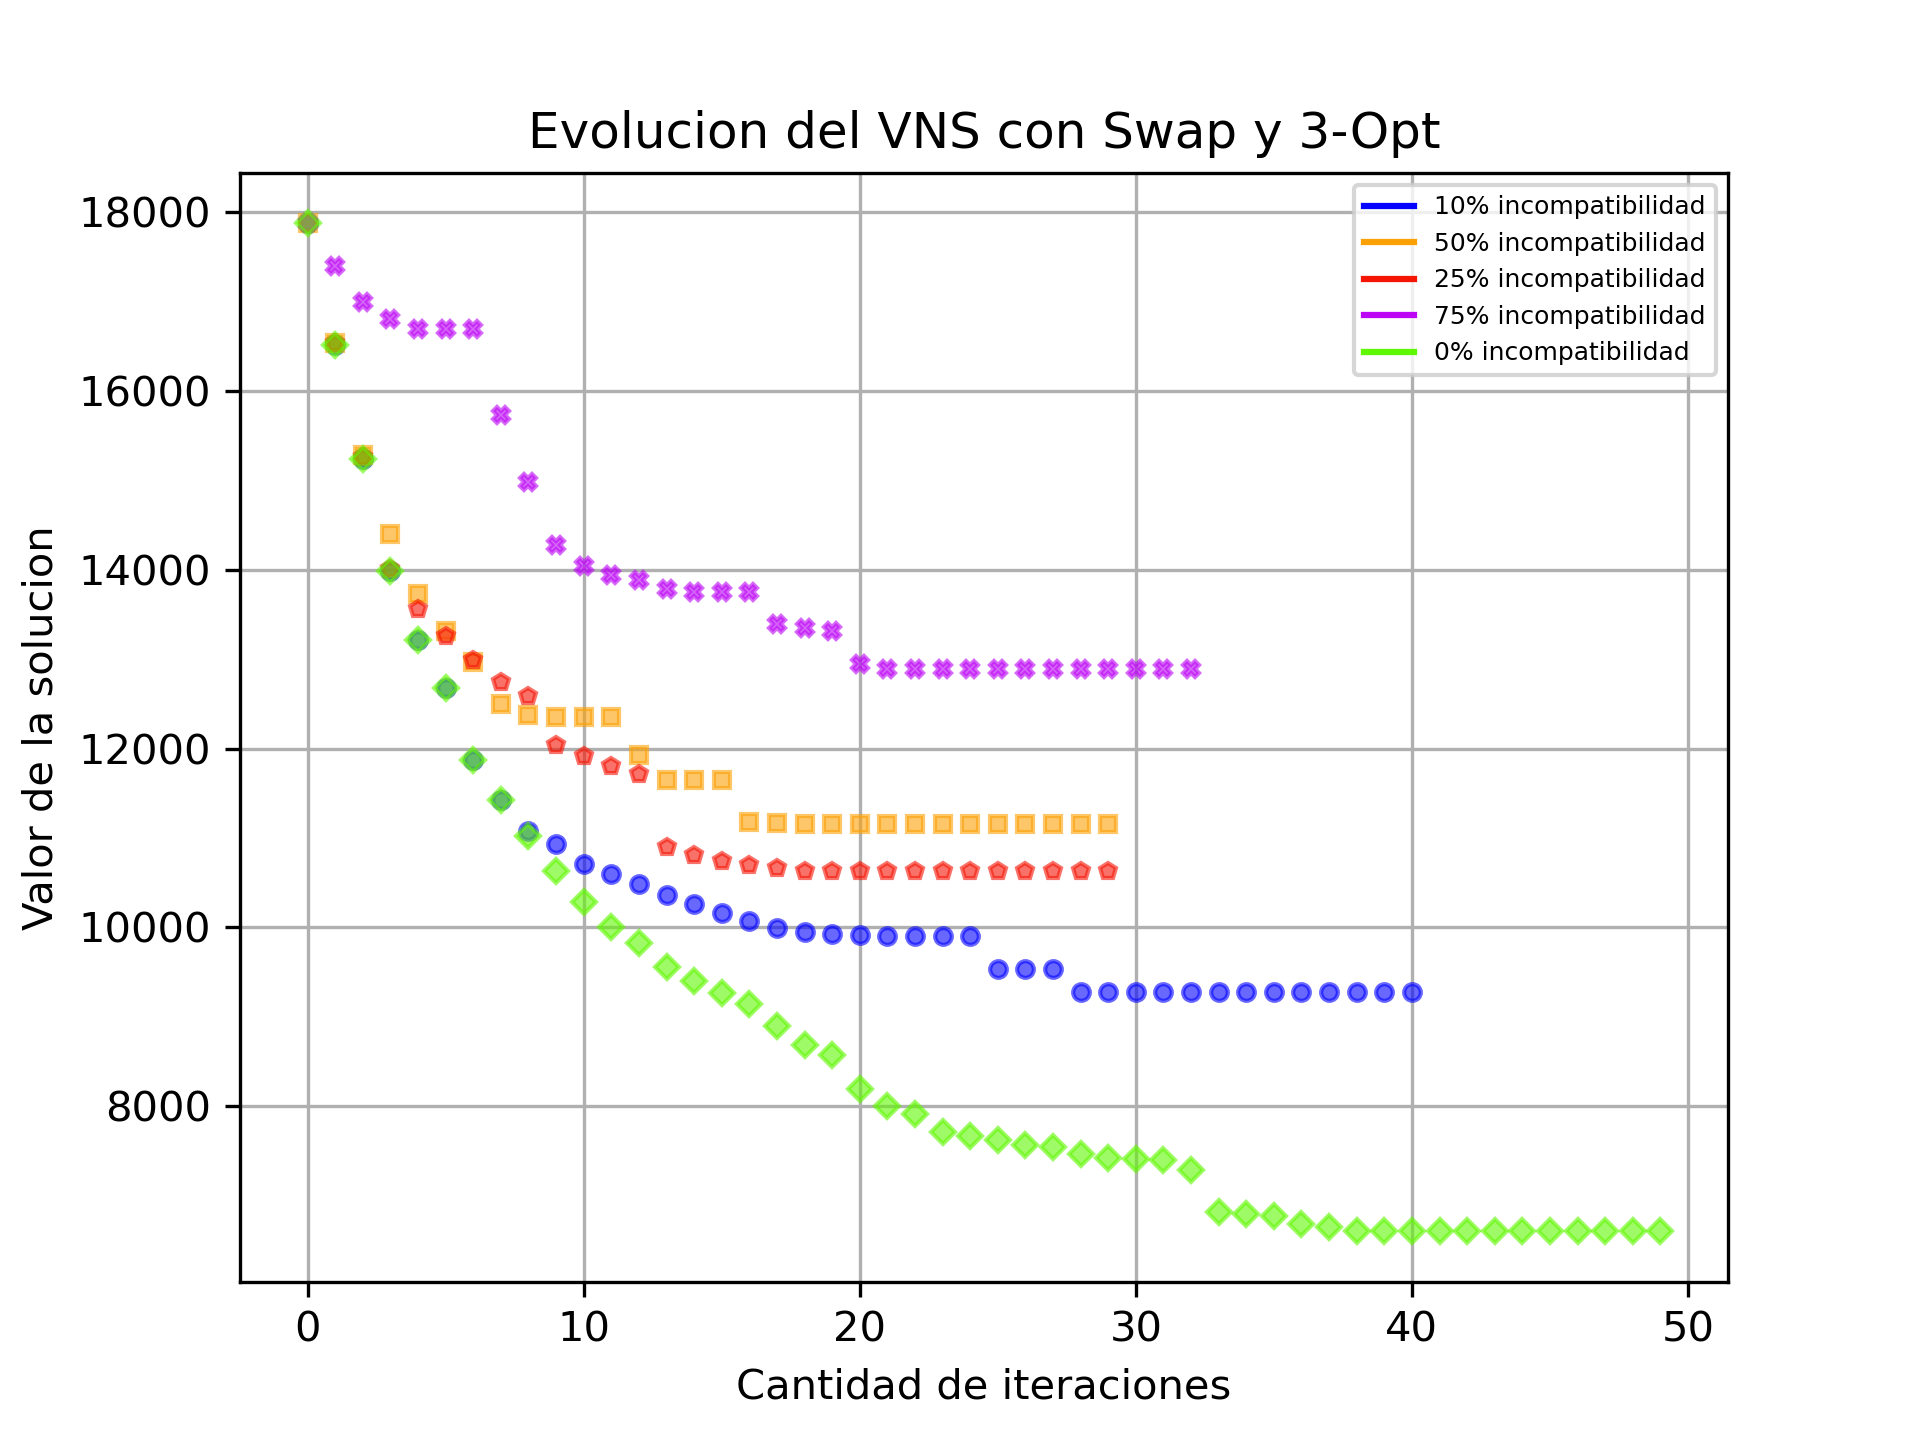 Evolucion del VNS con Swap y 3-Opt
18000
16000
14000
12000
10000
8000
Valor de la solucion
10% incompatibilidad
50% incompatibilidad
25% incompatibilidad
75% incompatibilidad
0% incompatibilidad
0 10 20 30 40 50
Cantidad de iteraciones